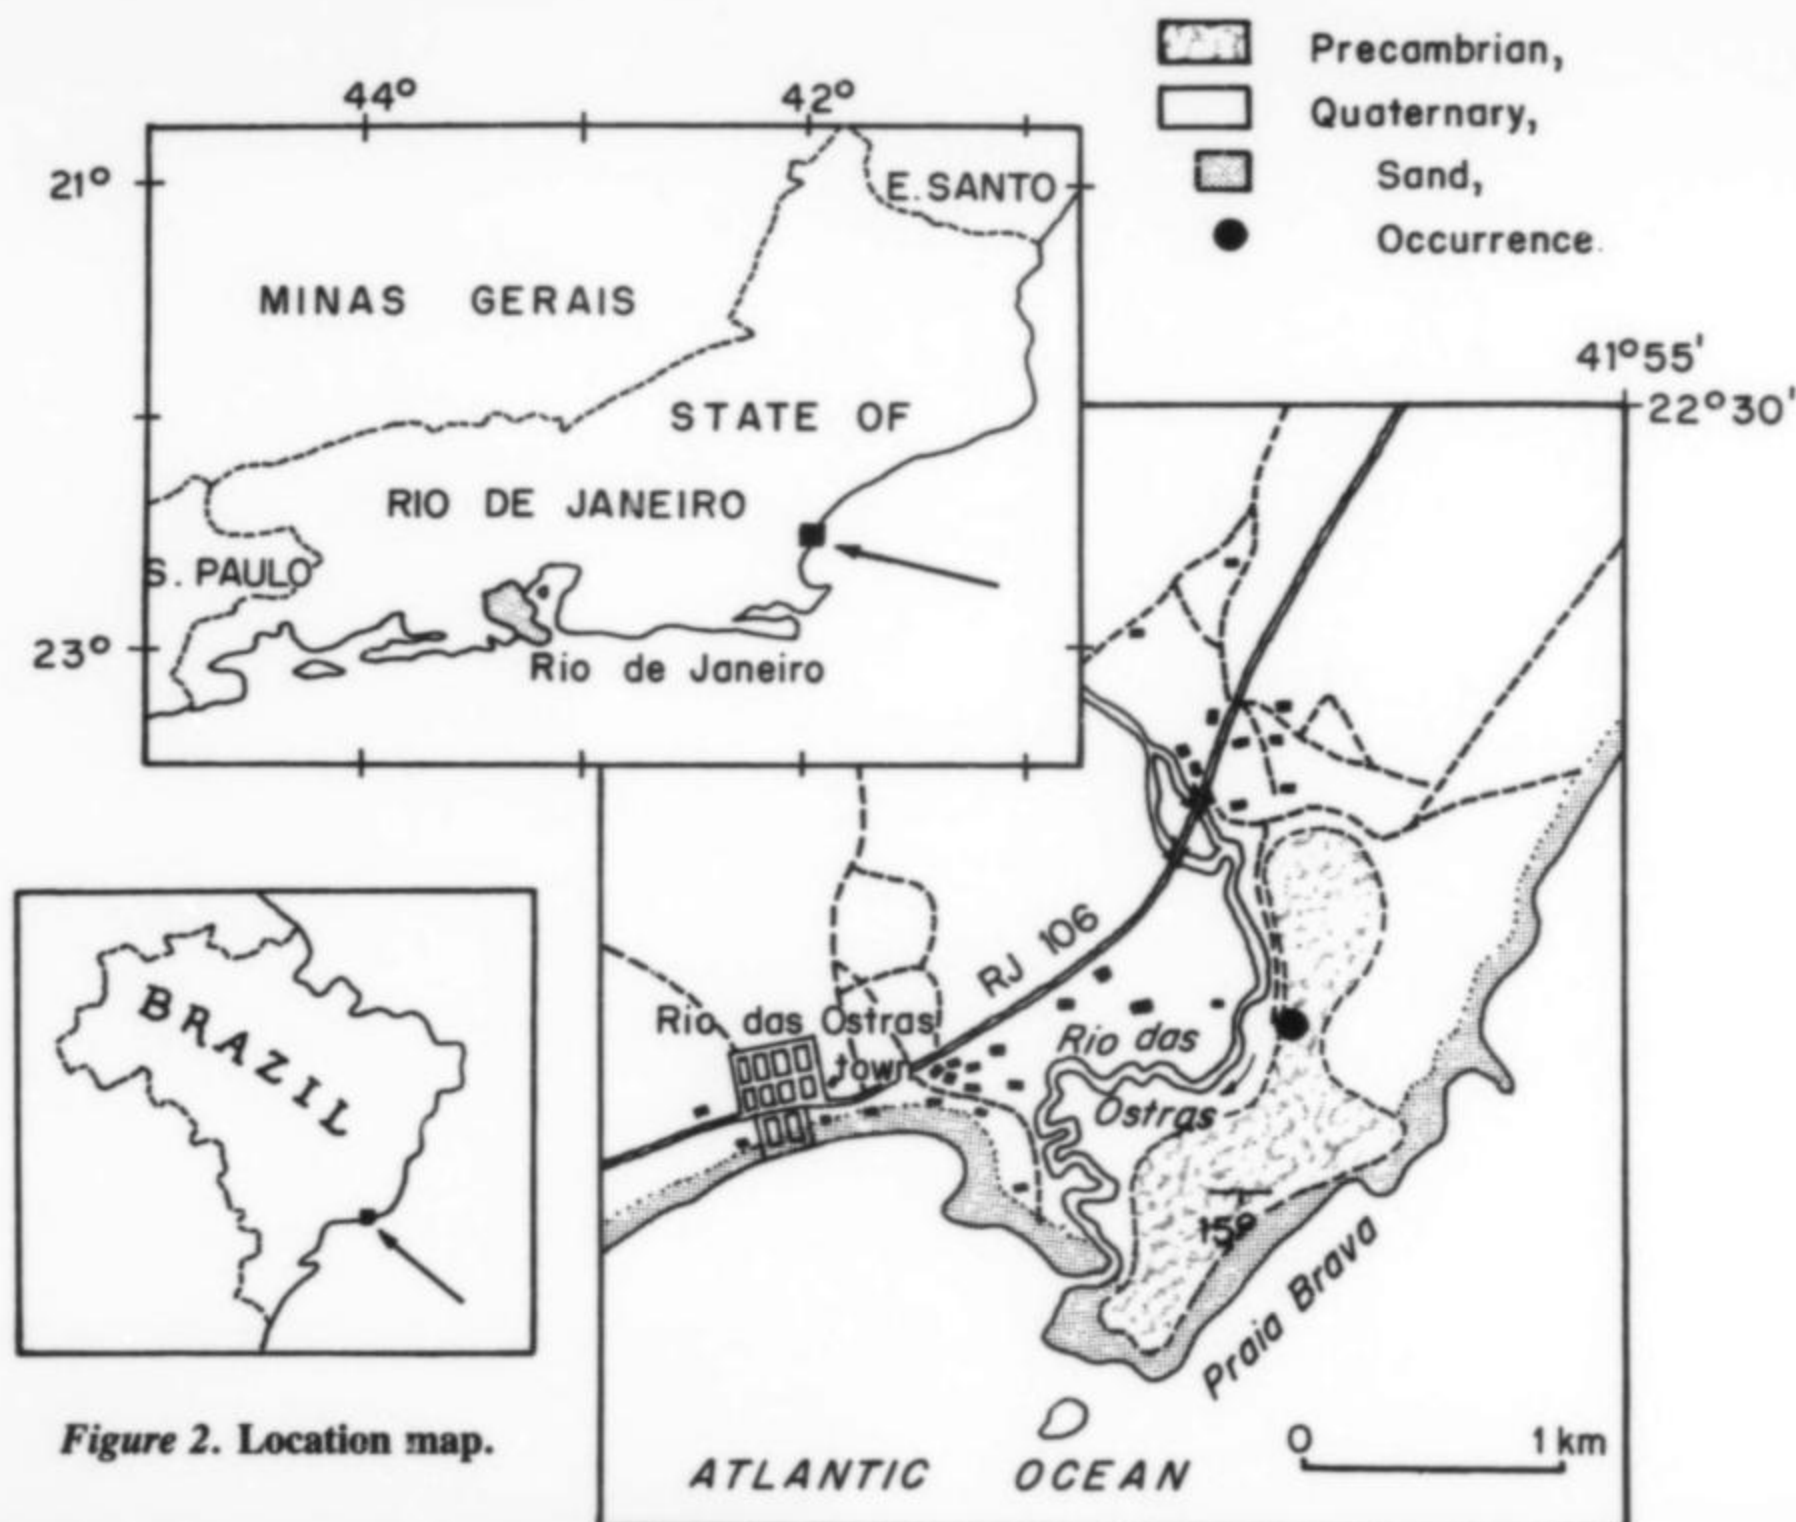 Precambrian,
Quaternary,
Sand,
Occurrence.
44° 42°
21°
E. SANTO
MINAS GERAIS
STATE OF
RIO DE JANEIRO
S. PAULO
23°
Rio de Janeiro
41°55'
22°30'
RJ 106
Rio das Ostras
town
Rio das
Ostras
15°
Praia Brava
BRAZIL
Figure 2. Location map.
0 1 km
ATLANTIC OCEAN